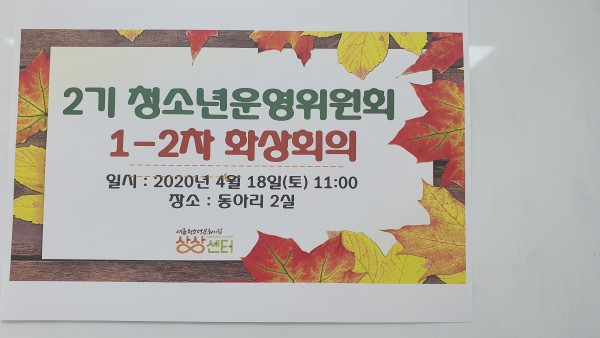 2기 청소년운영위원회
1-2차 화상회의
일시 : 2020년 4월 18일(토) 11:00
장소 : 동아리 2실
상상센터